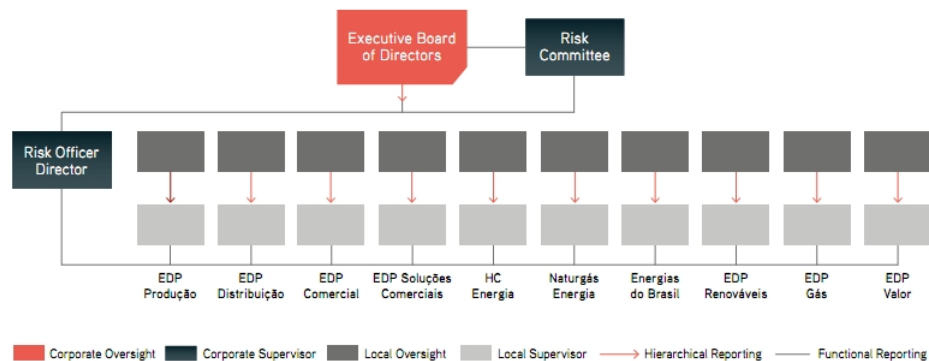 Executive Board
of Directors
Risk
Committee
Risk Officer
Director
EDP
Produção
EDP
Distribuição
EDP
Comercial
EDP Soluções
Comerciais
HC
Energia
Naturgás
Energia
Energias
do Brasil
EDP
Renováveis
EDP
Gás
EDP
Valor
Corporate Oversight
Corporate Supervisor
Local Oversight
Local Supervisor
Hierarchical Reporting
Functional Reporting